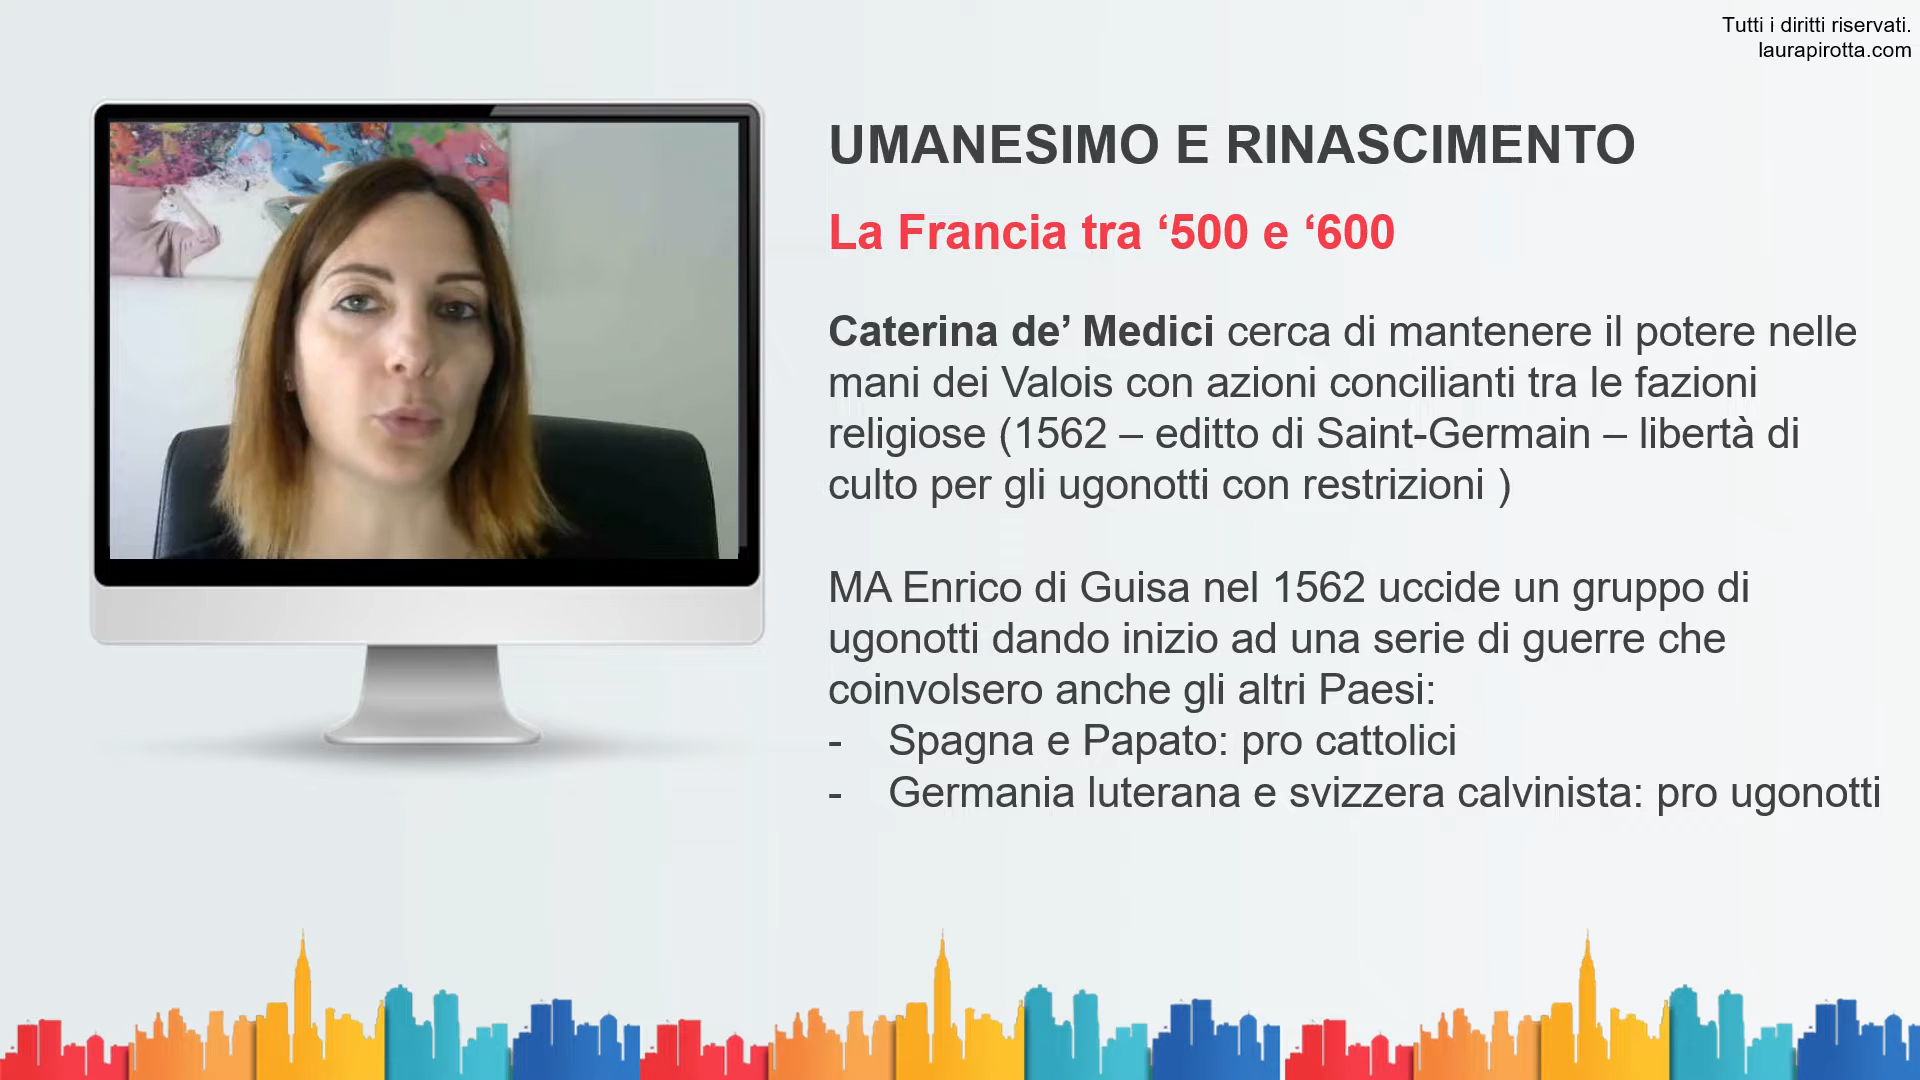 Tutti i diritti riservati.
laurapirotta.com
UMANESIMO E RINASCIMENTO
La Francia tra ‘500 e ‘600
Caterina de’ Medici cerca di mantenere il potere nelle
mani dei Valois con azioni concilianti tra le fazioni
religiose (1562 – editto di Saint-Germain – libertà di
culto per gli ugonotti con restrizioni )
MA Enrico di Guisa nel 1562 uccide un gruppo di
ugonotti dando inizio ad una serie di guerre che
coinvolsero anche gli altri Paesi:
- Spagna e Papato: pro cattolici
- Germania luterana e svizzera calvinista: pro ugonotti